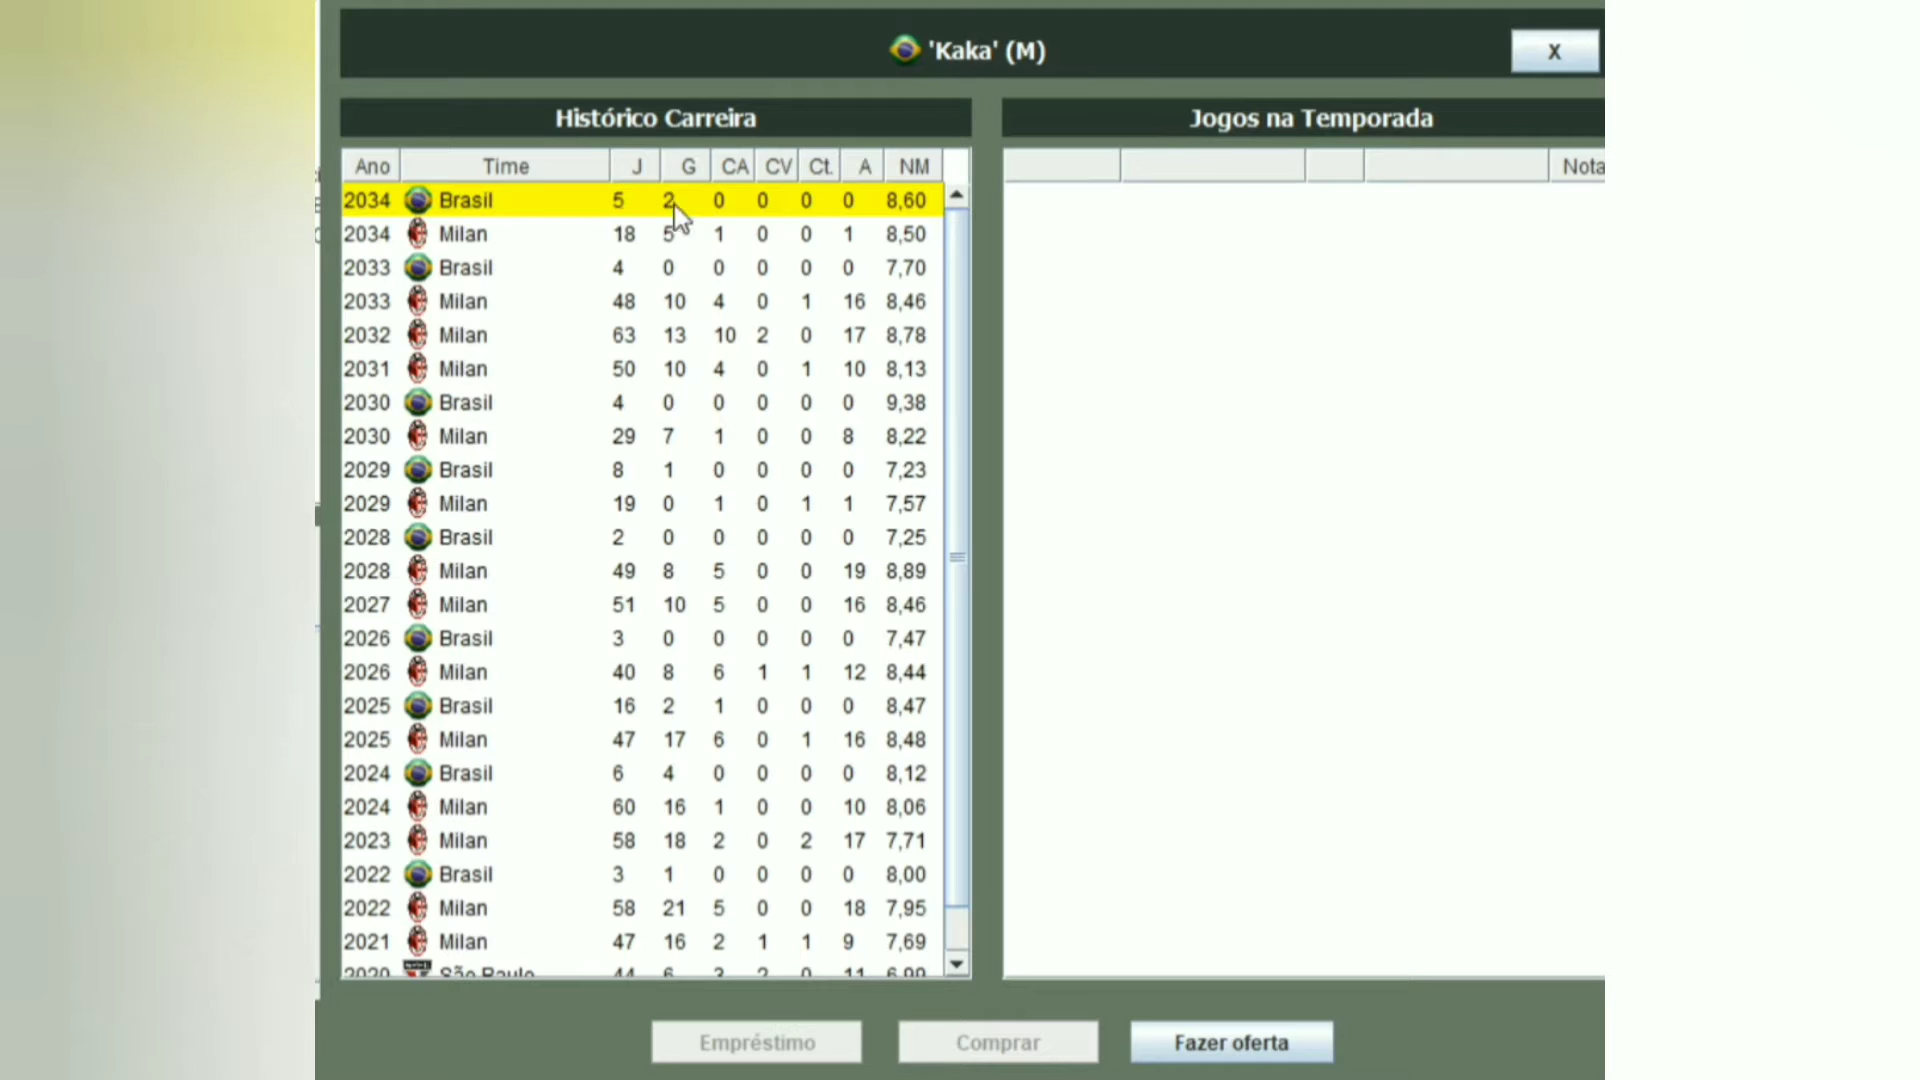 'Kaka' (M)
X
Histórico Carreira
Jogos na Temporada
Ano Time J G CA CV Ct. A NM
Nota
2034 Brasil 5 2 0 0 0 0 8,60
2034 Milan 18 5 1 0 0 1 8,50
2033 Brasil 4 0 0 0 0 0 7,70
2033 Milan 48 10 4 0 1 16 8,46
2032 Milan 63 13 10 2 0 17 8,78
2031 Milan 50 10 4 0 1 10 8,13
2030 Brasil 4 0 0 0 0 0 9,38
2030 Milan 29 7 1 0 0 8 8,22
2029 Brasil 8 1 0 0 0 0 7,23
2029 Milan 19 0 1 0 1 1 7,57
2028 Brasil 2 0 0 0 0 0 7,25
2028 Milan 49 8 5 0 0 19 8,89
2027 Milan 51 10 5 0 0 16 8,46
2026 Brasil 3 0 0 0 0 0 7,47
2026 Milan 40 8 6 1 1 12 8,44
2025 Brasil 16 2 1 0 0 0 8,47
2025 Milan 47 17 6 0 1 16 8,48
2024 Brasil 6 4 0 0 0 0 8,12
2024 Milan 60 16 1 0 0 10 8,06
2023 Milan 58 18 2 0 2 17 7,71
2022 Brasil 3 1 0 0 0 0 8,00
2022 Milan 58 21 5 0 0 18 7,95
2021 Milan 47 16 2 1 1 9 7,69
2020 São Paulo 44 6 3 2 0 11 6,99
Empréstimo
Comprar
Fazer oferta